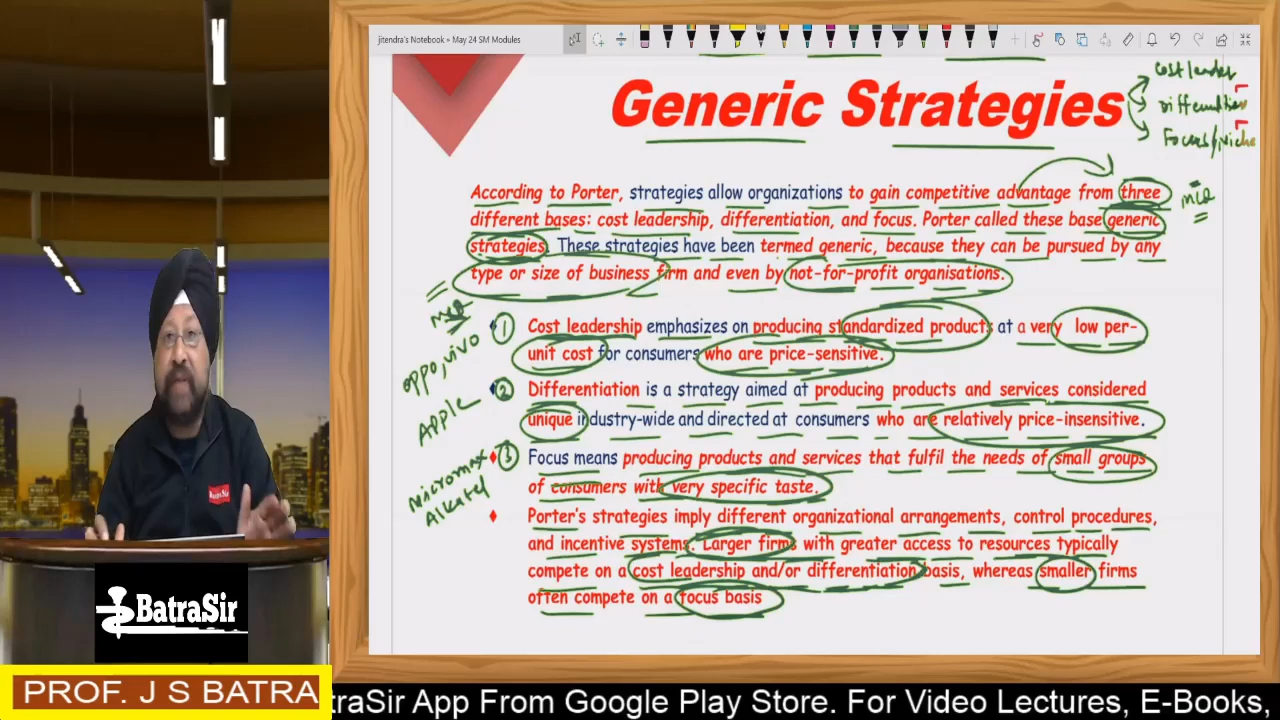 jitendra's Notebook » May 24 SM Modules
Generic Strategies
cost leader
Focus/niche
According to Porter, strategies allow organizations to gain competitive advantage from three
different bases: cost leadership, differentiation, and focus. Porter called these base generic
strategies. These strategies have been termed generic, because they can be pursued by any
type or size of business firm and even by not-for-profit organisations.
MCQ
MCQ
1 Cost leadership emphasizes on producing standardized products at a very low per-
unit cost for consumers who are price-sensitive.
oppo, vivo
2 Differentiation is a strategy aimed at producing products and services considered
unique industry-wide and directed at consumers who are relatively price-insensitive.
Apple
3 Focus means producing products and services that fulfil the needs of small groups
of consumers with very specific taste.
Micromax
Alkatel
Porter's strategies imply different organizational arrangements, control procedures,
and incentive systems. Larger firms with greater access to resources typically
compete on a cost leadership and/or differentiation basis, whereas smaller firms
often compete on a focus basis
BatraSir
BatraSir
PROF. J S BATRA
traSir App From Google Play Store. For Video Lectures, E-Books,